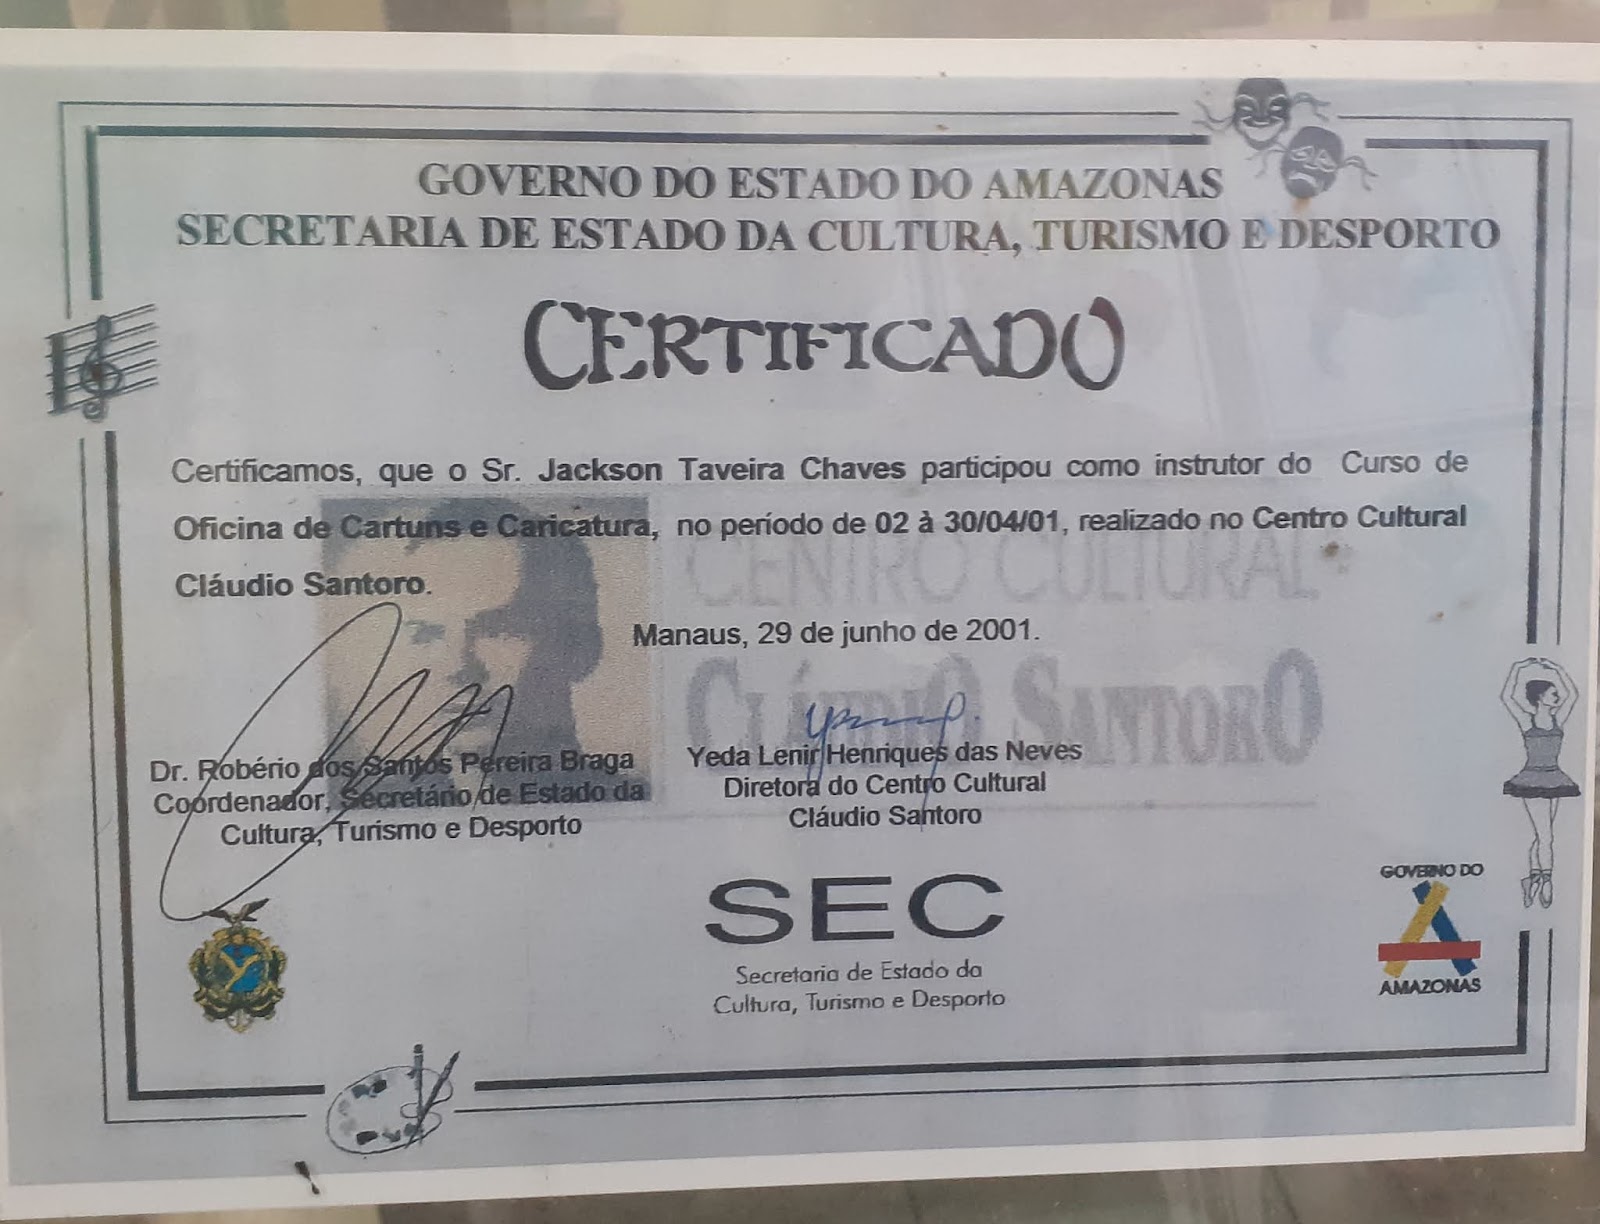 GOVERNO DO ESTADO DO AMAZONAS
SECRETARIA DE ESTADO DA CULTURA, TURISMO E DESPORTO
CERTIFICADO
Certificamos, que o Sr. Jackson Taveira Chaves participou como instrutor do Curso de
Oficina de Cartuns e Caricatura, no período de 02 à 30/04/01, realizado no Centro Cultural
Cláudio Santoro.
CENTRO CULTURAL
CLÁUDIO SANTORO
Manaus, 29 de junho de 2001.
Dr. Robério dos Santos Pereira Braga
Coordenador, Secretário de Estado da
Cultura, Turismo e Desporto
Yeda Lenir Henriques das Neves
Diretora do Centro Cultural
Cláudio Santoro
SEC
Secretaria de Estado da
Cultura, Turismo e Desporto
GOVERNO DO
AMAZONAS